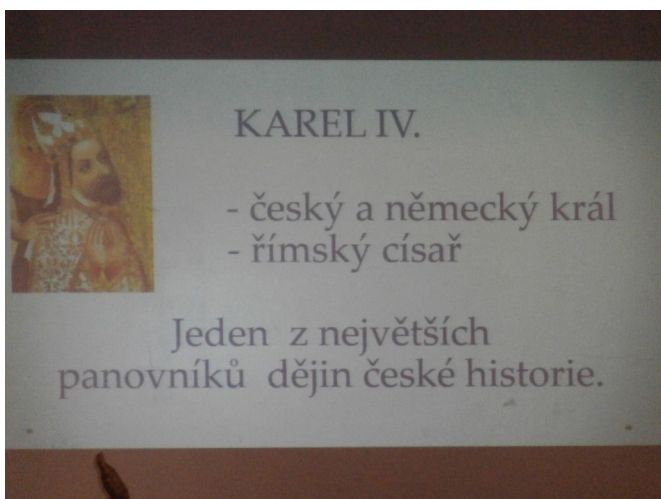 KAREL IV.
- český a německý král
- římský císař
Jeden z největších
panovníků dějin české historie.